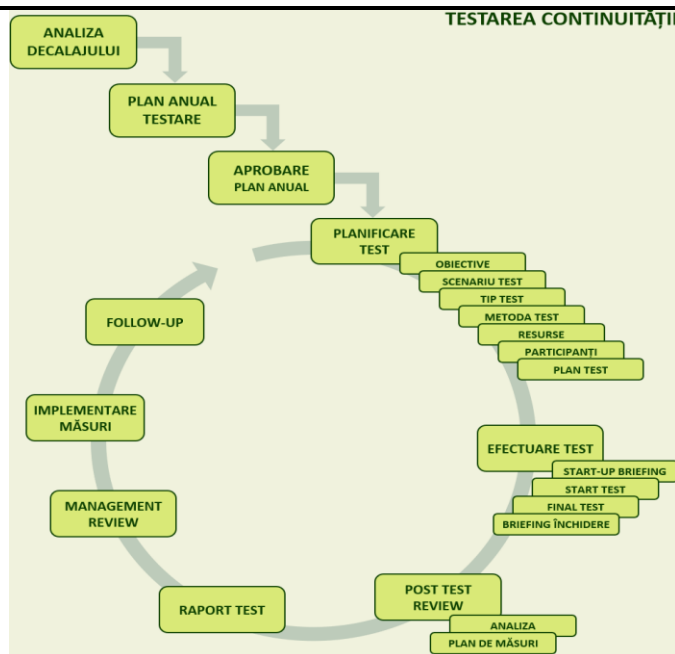 TESTAREA CONTINUITĂȚII
ANALIZA
DECALAJULUI
PLAN ANUAL
TESTARE
APROBARE
PLAN ANUAL
PLANIFICARE
TEST
OBIECTIVE
SCENARIU TEST
TIP TEST
METODA TEST
RESURSE
PARTICIPANȚI
PLAN TEST
EFECTUARE TEST
START-UP BRIEFING
START TEST
FINAL TEST
BRIEFING ÎNCHIDERE
POST TEST
REVIEW
ANALIZA
PLAN DE MĂSURI
RAPORT TEST
MANAGEMENT
REVIEW
IMPLEMENTARE
MĂSURI
FOLLOW-UP